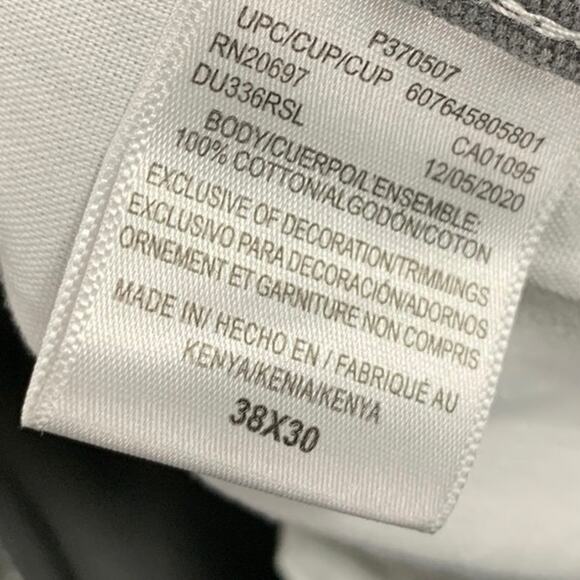 P370507
UPC/CUP/CUP 607645805801
RN20697 CA01095
DU336RSL 12/05/2020
BODY/CUERPO/L'ENSEMBLE:
100% COTTON/ALGODÓN/COTON
EXCLUSIVE OF DECORATION/TRIMMINGS
EXCLUSIVO PARA DECORACIÓN/ADORNOS
ORNEMENT ET GARNITURE NON COMPRIS
MADE IN/ HECHO EN / FABRIQUÉ AU
KENYA/KENIA/KENYA
38X30